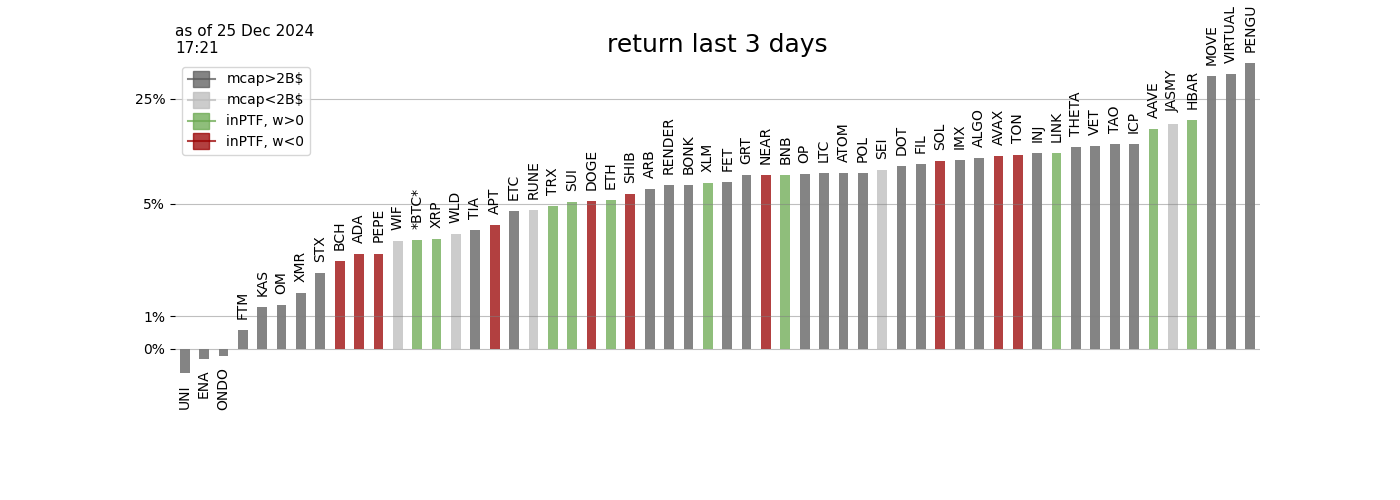 as of 25 Dec 2024
17:21
return last 3 days
mcap>2B$
mcap<2B$
inPTF, w>0
inPTF, w<0
25%
5%
1%
0%
UNI
ENA
ONDO
FTM
KAS
OM
XMR
STX
BCH
ADA
PEPE
WIF
*BTC*
XRP
WLD
TIA
APT
ETC
RUNE
TRX
SUI
DOGE
ETH
SHIB
ARB
RENDER
BONK
XLM
FET
GRT
NEAR
BNB
OP
LTC
ATOM
POL
SEI
DOT
FIL
SOL
IMX
ALGO
AVAX
TON
INJ
LINK
THETA
VET
TAO
ICP
AAVE
JASMY
HBAR
MOVE
VIRTUAL
PENGU